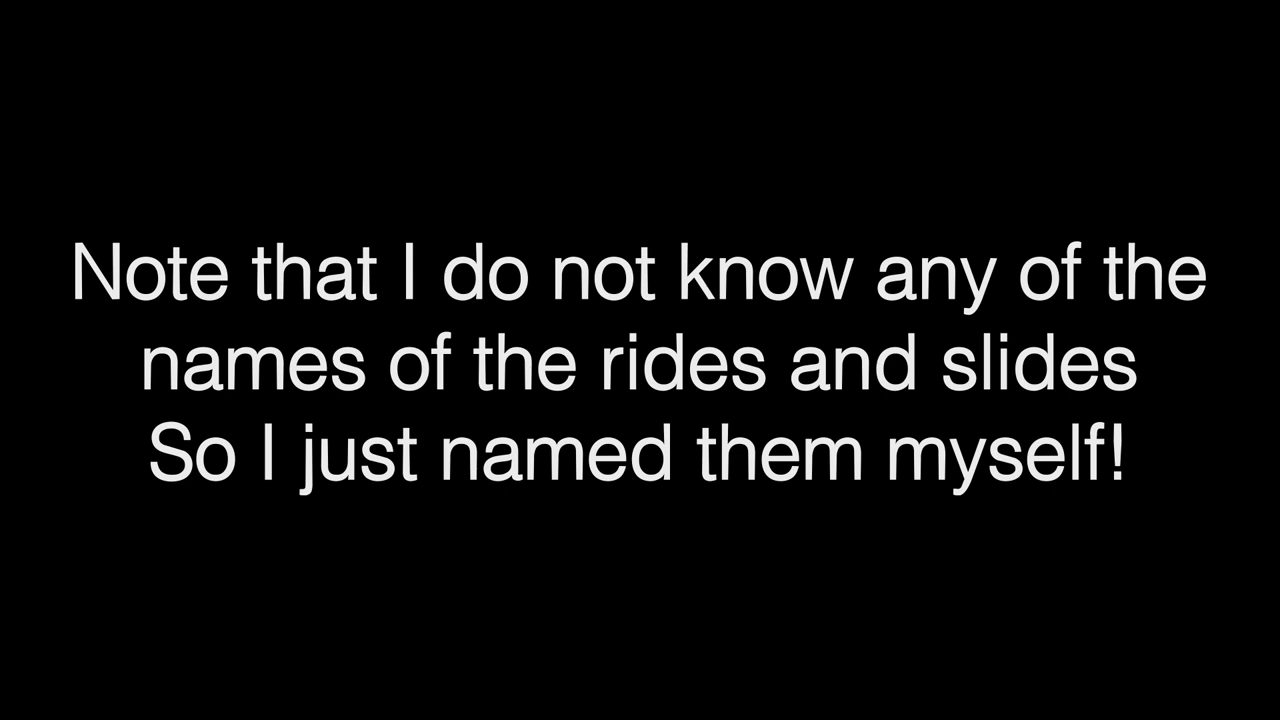 Note that I do not know any of the
names of the rides and slides
So I just named them myself!